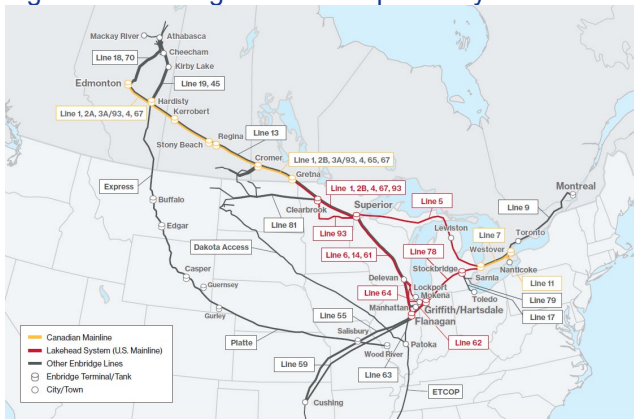 Mackay River
Athabasca
Cheecham
Line 18, 70
Kirby Lake
Edmonton
Line 19, 45
Hardisty
Line 1, 2A, 3A/93, 4, 67
Kerrobert
Regina
Line 13
Stony Beach
Cromer
Line 1, 2B, 3A/93, 4, 65, 67
Gretna
Express
Line 1, 2B, 4, 67, 93
Montreal
Buffalo
Clearbrook
Superior
Line 5
Line 9
Line 81
Lewiston
Line 7
Toronto
Edgar
Line 93
Westover
Dakota Access
Line 6, 14, 61
Line 78
Nanticoke
Stockbridge
Sarnia
Casper
Delevan
Line 11
Guernsey
Lockport
Line 64
Mokena
Toledo
Line 79
Manhattan
Griffith/Hartsdale
Line 17
Gurley
Line 55
Flanagan
Canadian Mainline
Salisbury
Lakehead System (U.S. Mainline)
Platte
Patoka
Line 62
Other Enbridge Lines
Wood River
Enbridge Terminal/Tank
Line 59
Line 63
City/Town
ETCOP
Cushing